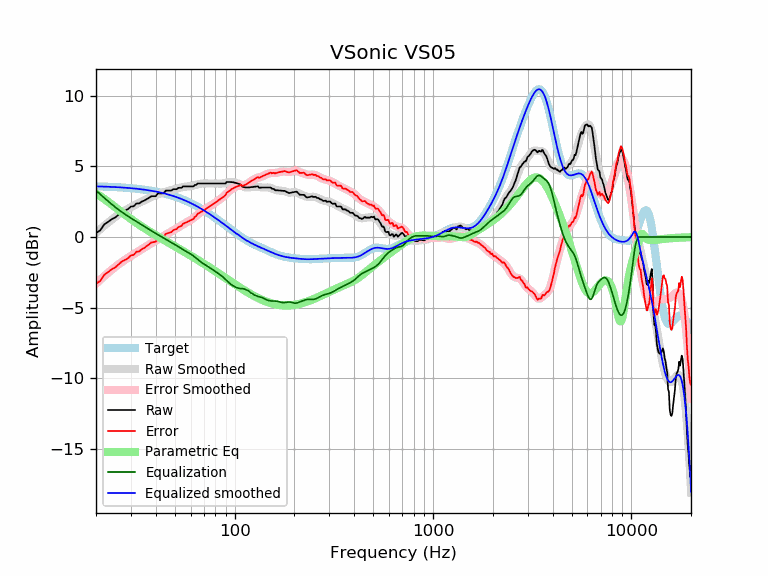 VSonic VS05
Amplitude (dBr)
10
5
0
−5
−10
−15
Target
Raw Smoothed
Error Smoothed
Raw
Error
Parametric Eq
Equalization
Equalized smoothed
100
1000
10000
Frequency (Hz)